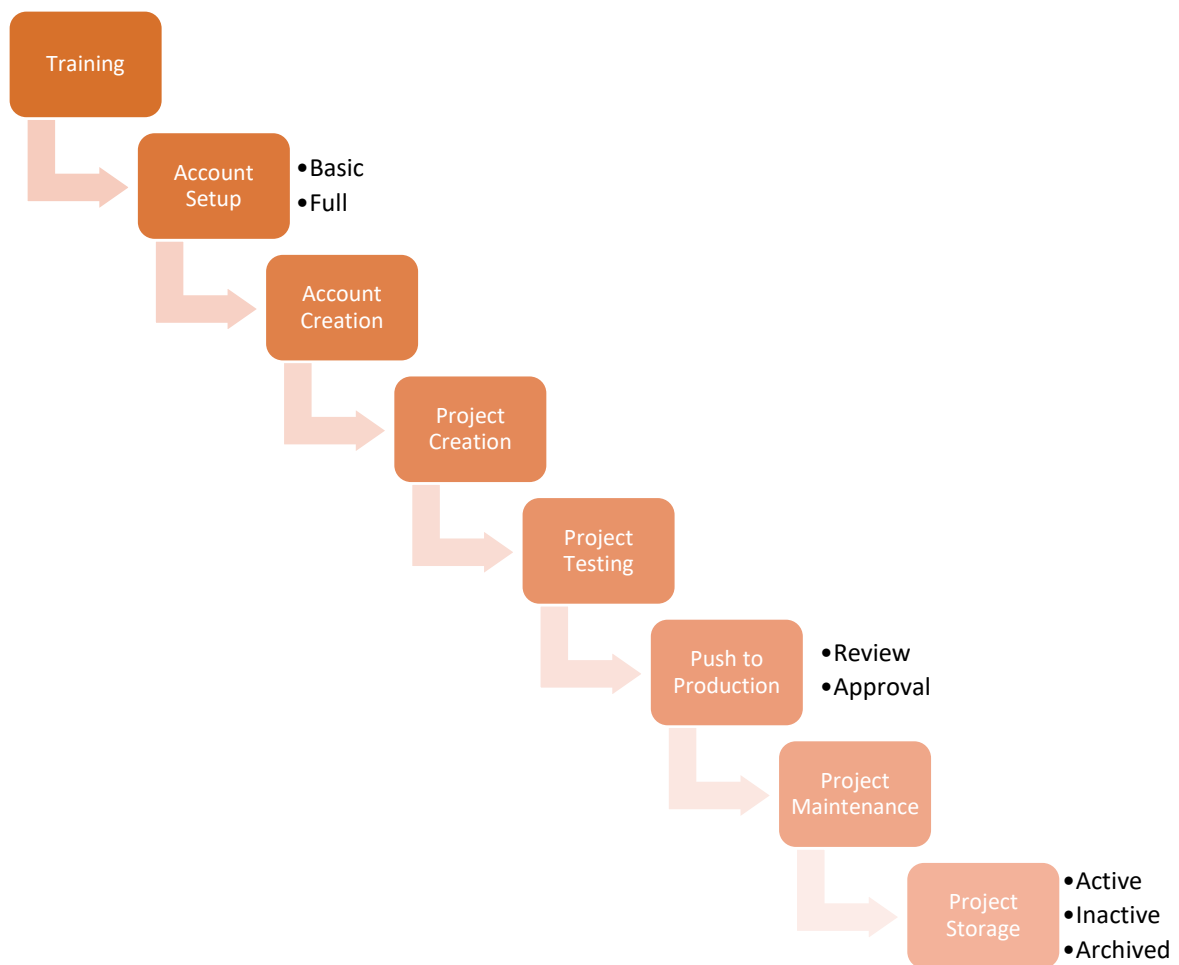 Training
Account
Setup
•Basic
•Full
Account
Creation
Project
Creation
Project
Testing
Push to
Production
•Review
•Approval
Project
Maintenance
Project
Storage
•Active
•Inactive
•Archived